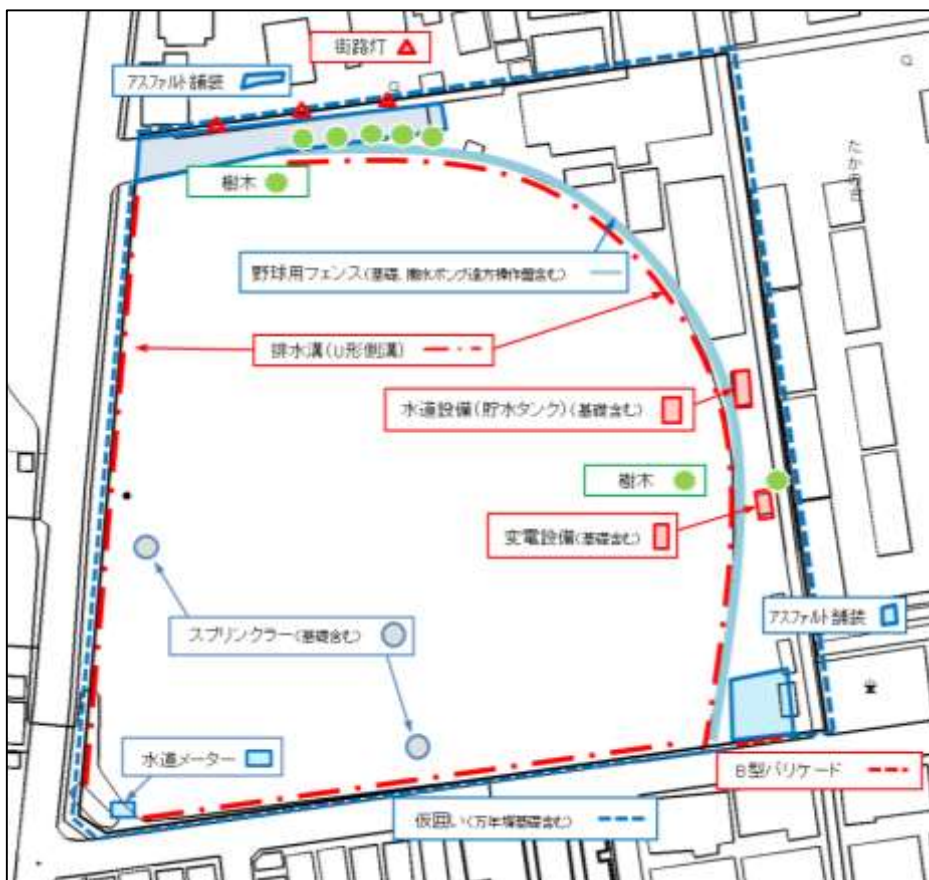 街路灯
アスファルト舗装
樹木
野球用フェンス(基礎、撒水ポンプ遠方操作盤含む)
排水溝(U形側溝)
水道設備(貯水タンク)(基礎含む)
樹木
変電設備(基礎含む)
アスファルト舗装
スプリンクラー(基礎含む)
水道メーター
B型バリケード
仮囲い(万年塀基礎含む)